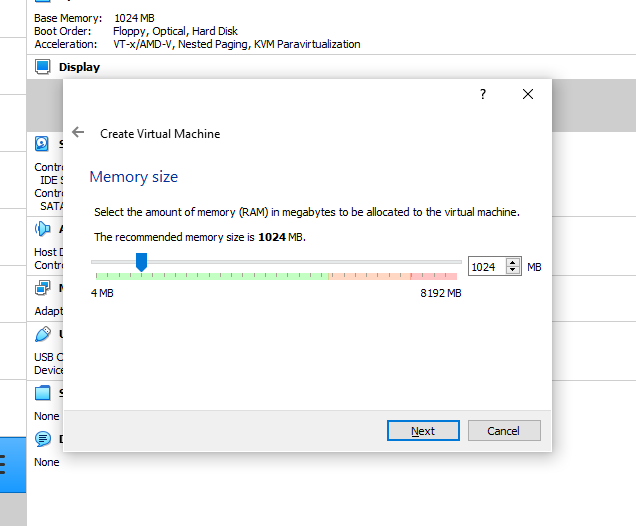 Base Memory: 1024 MB
Boot Order: Floppy, Optical, Hard Disk
Acceleration: VT-x/AMD-V, Nested Paging, KVM Paravirtualization
Display
?
Create Virtual Machine
Memory size
Select the amount of memory (RAM) in megabytes to be allocated to the virtual machine.
The recommended memory size is 1024 MB.
1024 MB
4 MB 8192 MB
Next Cancel
S
Contro
IDE S
Contro
SATA
Host D
Contro
Adapt
USB C
Device
S
None
None